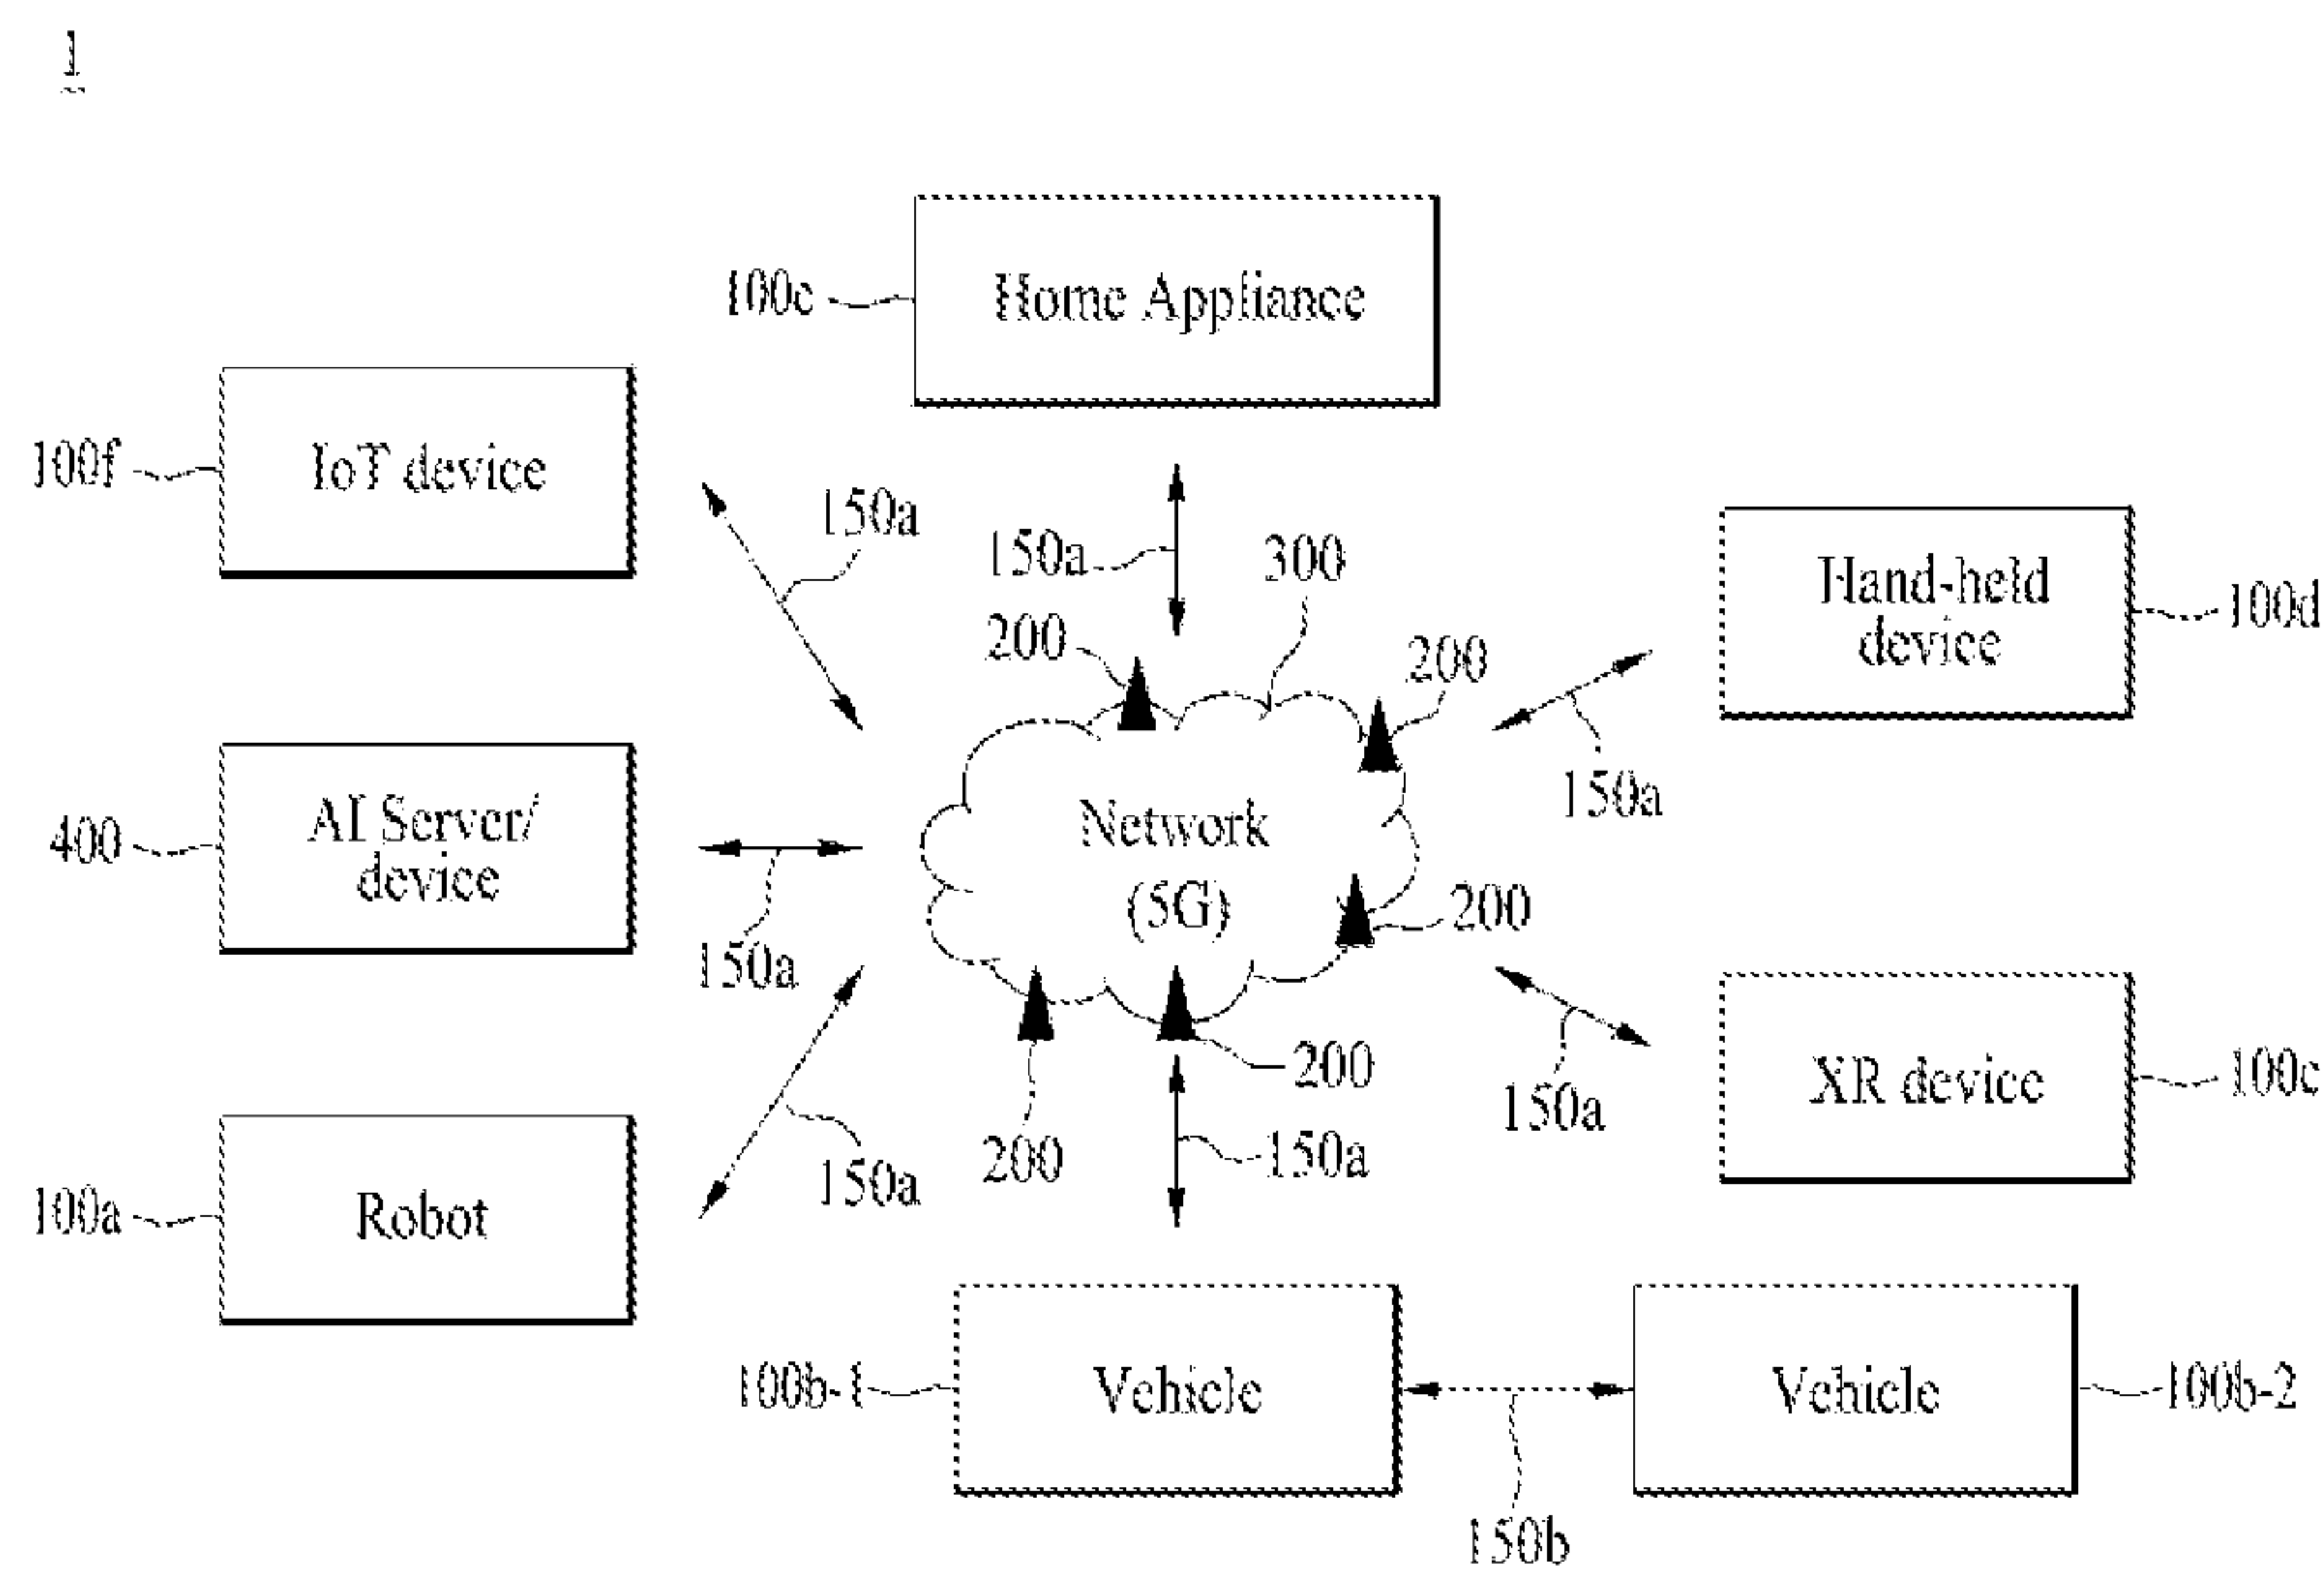 1
100e
Home Appliance
100f
IoT device
150a
150a
300
Hand-held
device
100d
200
200
150a
400
AI Server/
device
Network
(5G)
200
150a
150a
XR device
100c
200
200
150a
150a
100a
Robot
100b-1
Vehicle
Vehicle
100b-2
150b